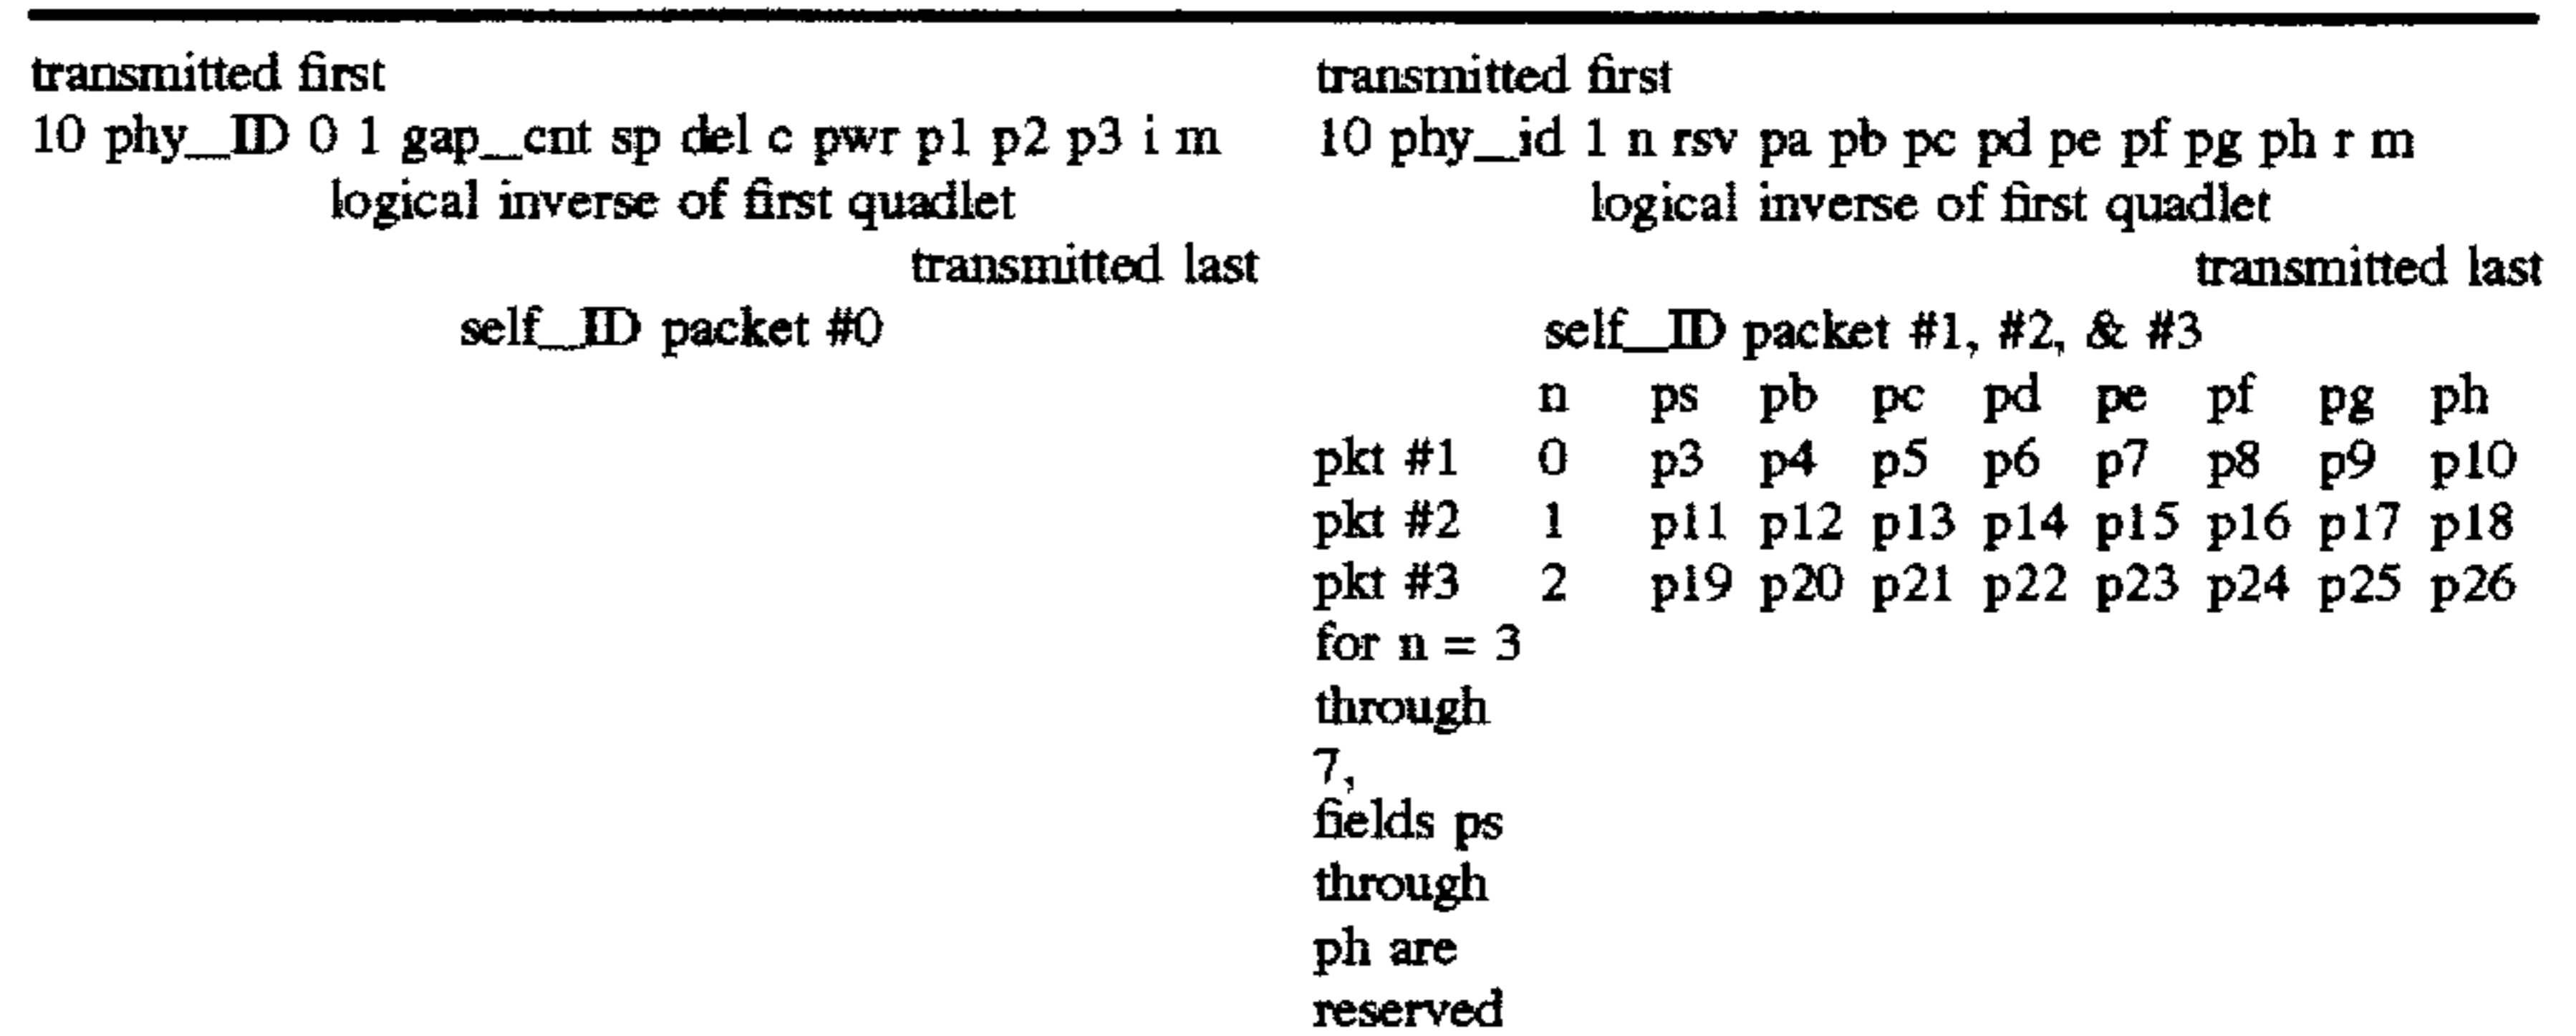 transmitted first
10 phy__ID 0 1 gap__cnt sp del c pwr p1 p2 p3 i m
logical inverse of first quadlet
transmitted last
self__ID packet #0
transmitted first
10 phy__id 1 n rsv pa pb pc pd pe pf pg ph r m
logical inverse of first quadlet
transmitted last
self__ID packet #1, #2, & #3
n ps pb pc pd pe pf pg ph
pkt #1 0 p3 p4 p5 p6 p7 p8 p9 p10
pkt #2 1 p11 p12 p13 p14 p15 p16 p17 p18
pkt #3 2 p19 p20 p21 p22 p23 p24 p25 p26
for n = 3
through
7,
fields ps
through
ph are
reserved